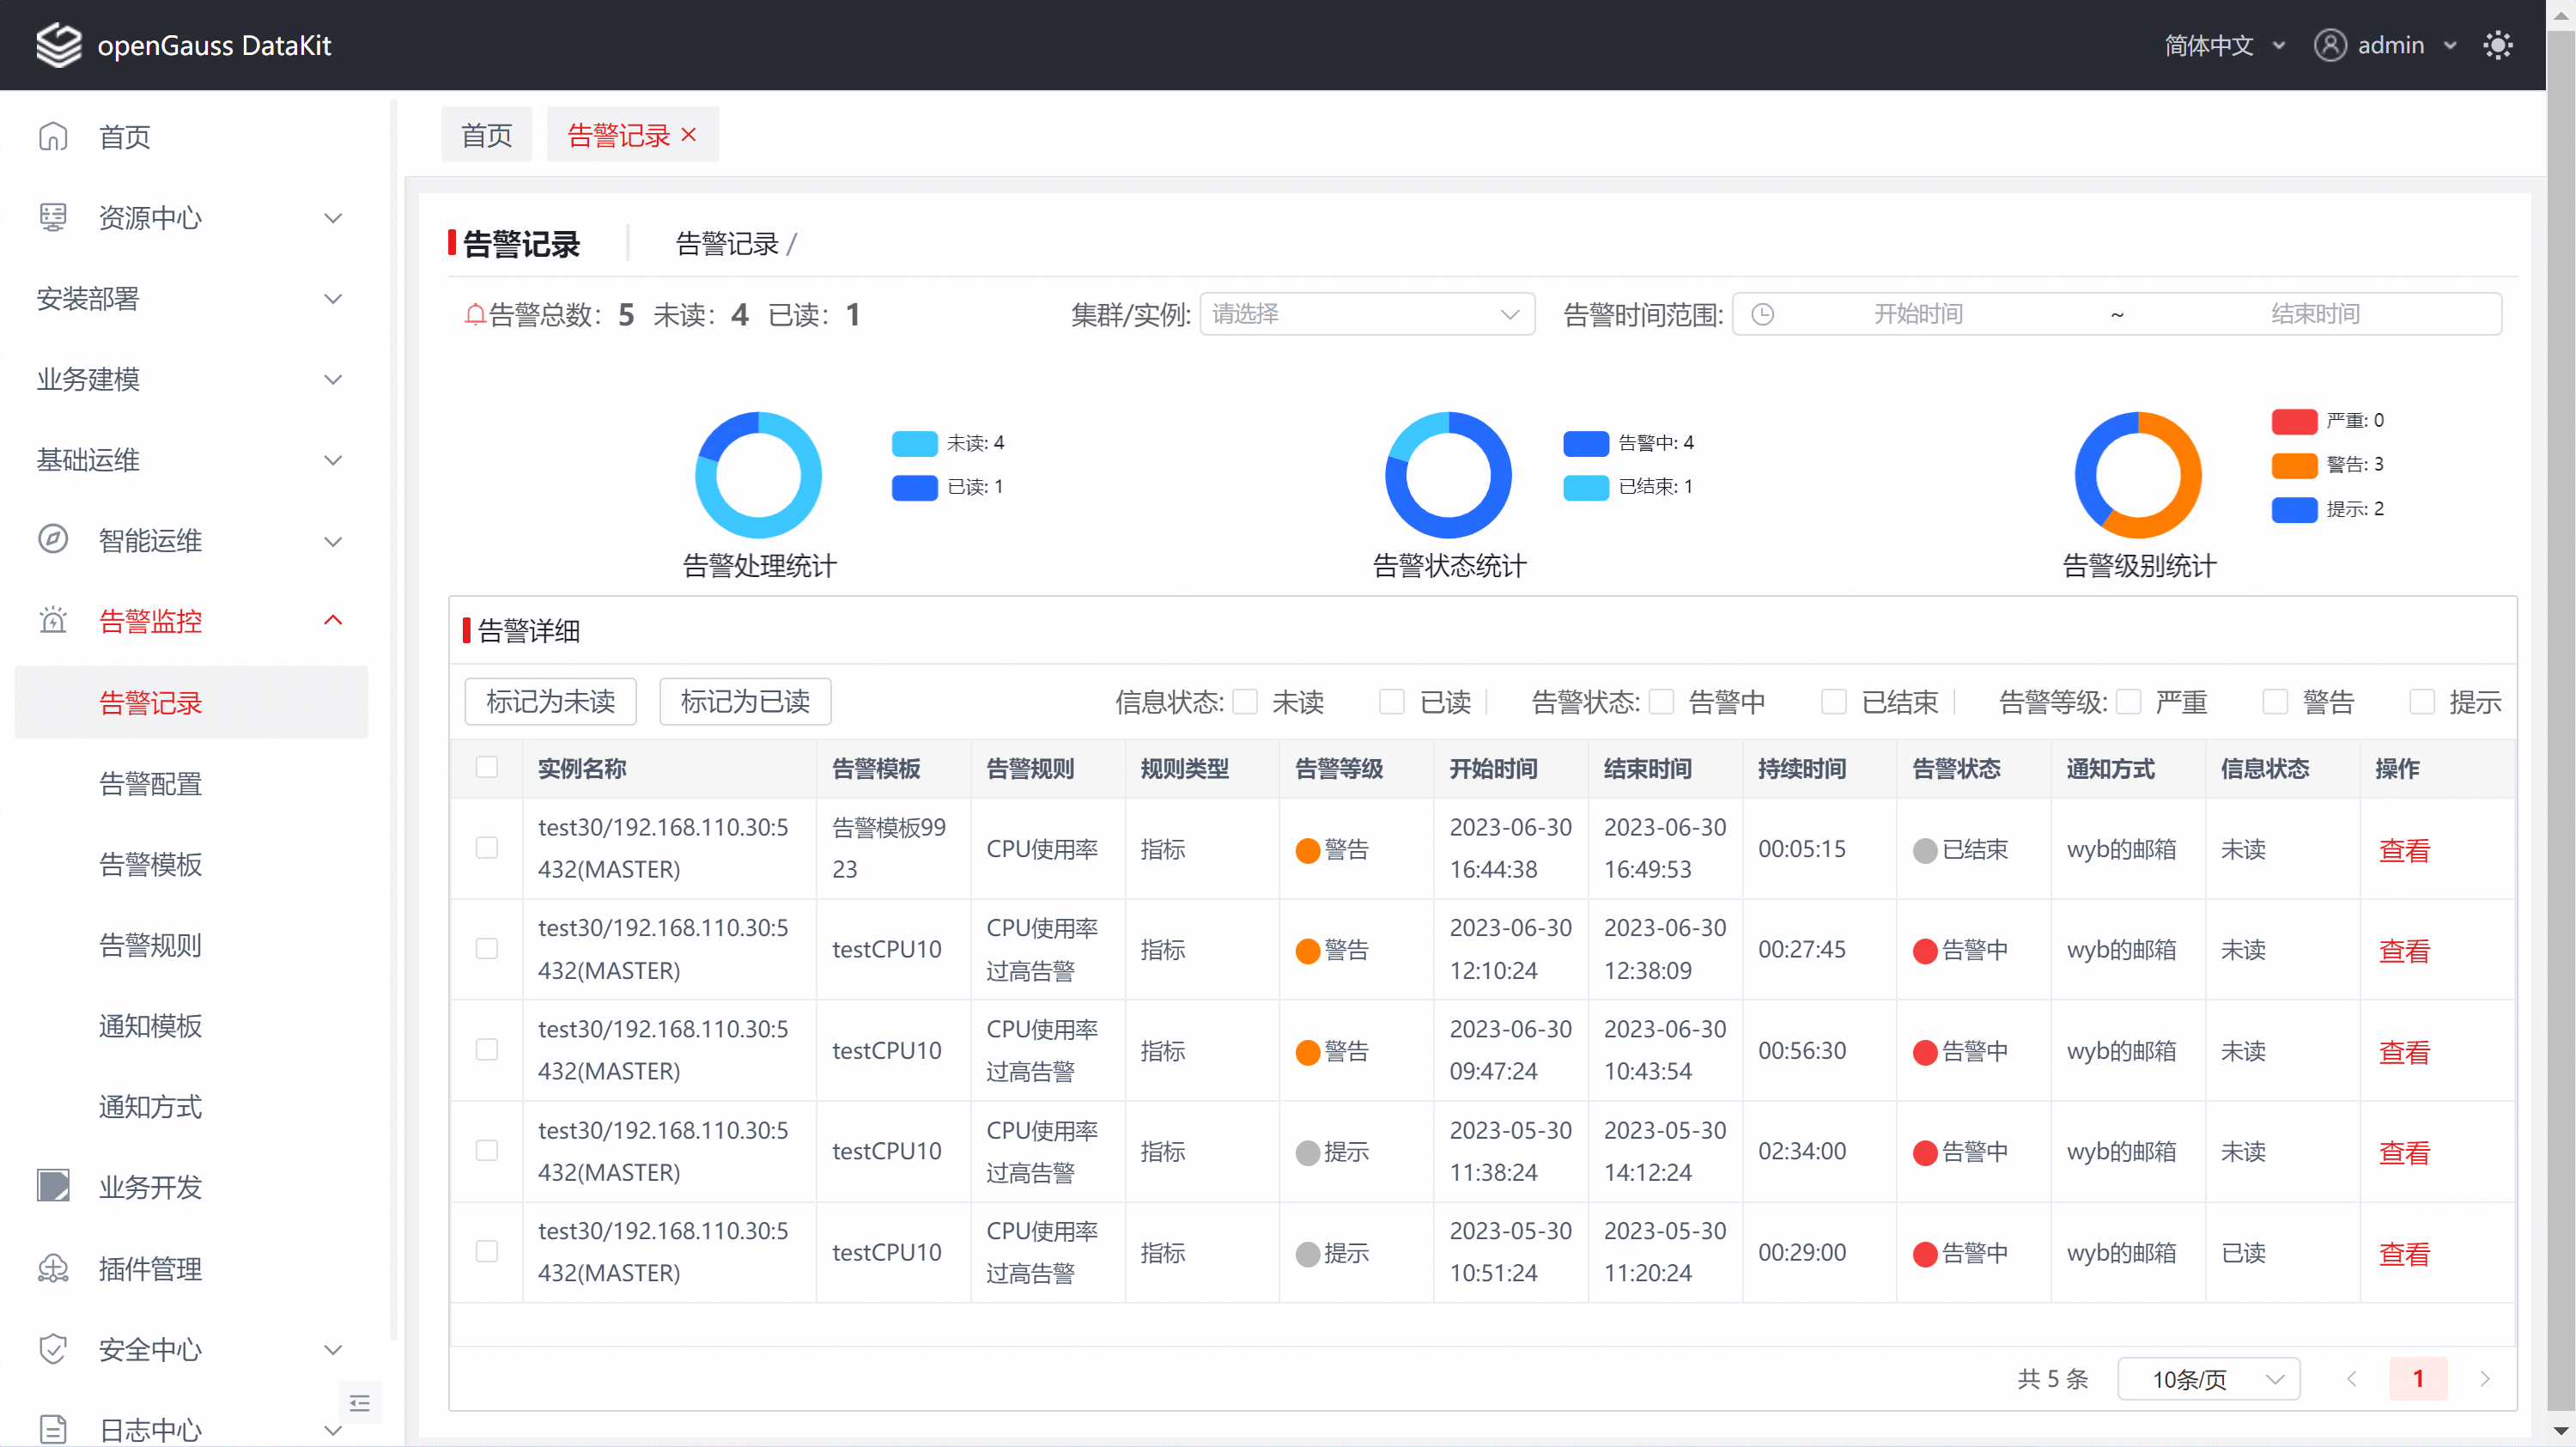 openGauss DataKit
简体中文
admin
首页
资源中心
安装部署
业务建模
基础运维
智能运维
告警监控
告警记录
告警配置
告警模板
告警规则
通知模板
通知方式
业务开发
插件管理
安全中心
日志中心
首页 告警记录 ×
告警记录 告警记录 /
告警总数: 5 未读: 4 已读: 1
集群/实例: 请选择
告警时间范围: 开始时间 ~ 结束时间
未读: 4
已读: 1
告警处理统计
告警中: 4
已结束: 1
告警状态统计
严重: 0
警告: 3
提示: 2
告警级别统计
告警详细
标记为未读 标记为已读 信息状态: 未读 已读 告警状态: 告警中 已结束 告警等级: 严重 警告 提示
实例名称 告警模板 告警规则 规则类型 告警等级 开始时间 结束时间 持续时间 告警状态 通知方式 信息状态 操作
test30/192.168.110.30:5 告警模板99 2023-06-30 2023-06-30
CPU使用率 指标 警告 00:05:15 已结束 wyb的邮箱 未读 查看
432(MASTER) 23 16:44:38 16:49:53
test30/192.168.110.30:5 CPU使用率 2023-06-30 2023-06-30
testCPU10 指标 警告 00:27:45 告警中 wyb的邮箱 未读 查看
432(MASTER) 过高告警 12:10:24 12:38:09
test30/192.168.110.30:5 CPU使用率 2023-06-30 2023-06-30
testCPU10 指标 警告 00:56:30 告警中 wyb的邮箱 未读 查看
432(MASTER) 过高告警 09:47:24 10:43:54
test30/192.168.110.30:5 CPU使用率 2023-05-30 2023-05-30
testCPU10 指标 提示 02:34:00 告警中 wyb的邮箱 未读 查看
432(MASTER) 过高告警 11:38:24 14:12:24
test30/192.168.110.30:5 CPU使用率 2023-05-30 2023-05-30
testCPU10 指标 提示 00:29:00 告警中 wyb的邮箱 已读 查看
432(MASTER) 过高告警 10:51:24 11:20:24
共 5 条 10条/页 1